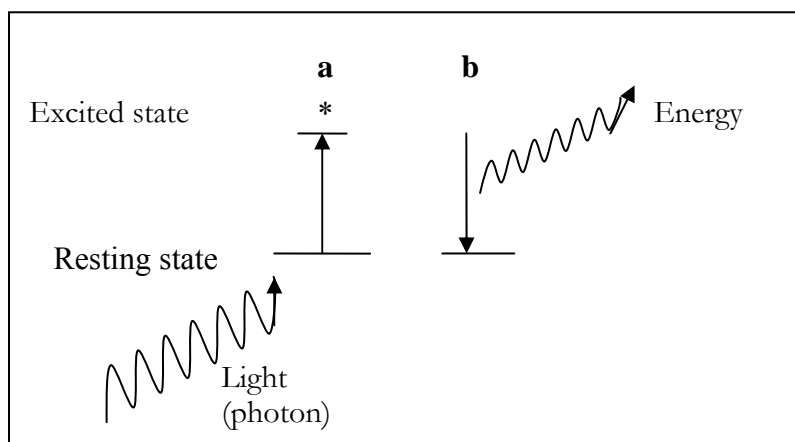 a b
*
Excited state
Energy
Resting state
Light
(photon)